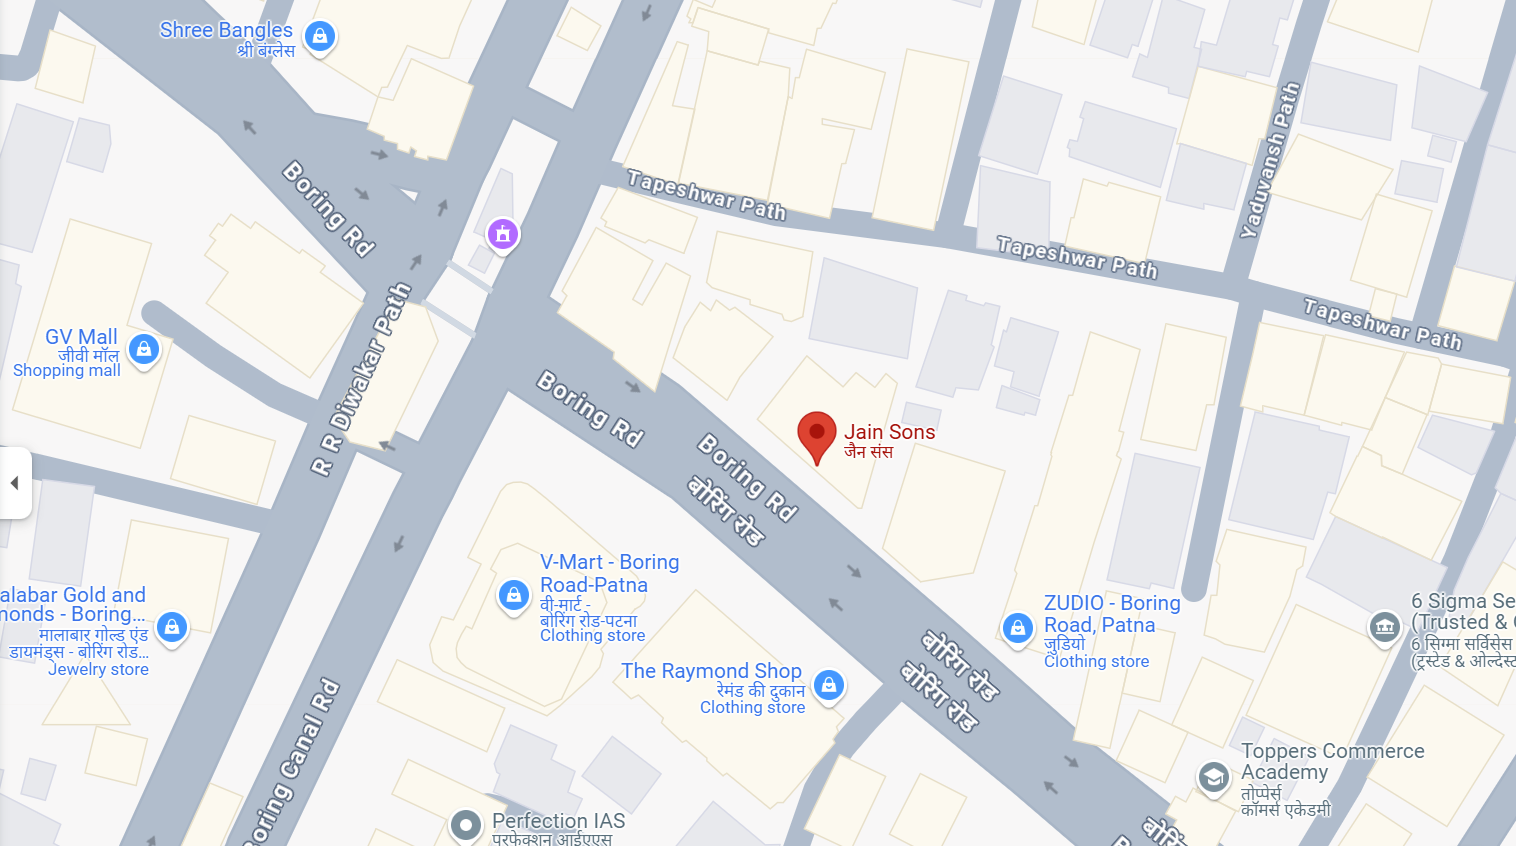 Shree Bangles
श्री बंग्लेस
Boring Rd
Tapeshwar Path
Yaduvansh Path
Tapeshwar Path
Tapeshwar Path
GV Mall
जीवी मॉल
Shopping mall
R R Diwakar Path
Boring Rd
Boring Rd
बोरिंग रोड
Jain Sons
जैन संस
V-Mart - Boring
Road-Patna
वी-मार्ट -
बोरिंग रोड-पटना
Clothing store
alabar Gold and
monds - Boring...
मालाबार गोल्ड एंड
डायमंड्स - बोरिंग रोड...
Jewelry store
ZUDIO - Boring
Road, Patna
जुडियो
Clothing store
6 Sigma Se
(Trusted &
6 सिग्मा सर्विसेस
(ट्रस्टेड & ओल्देस्ट
The Raymond Shop
रेमंड की दुकान
Clothing store
बोरिंग रोड
बोरिंग रोड
Boring Canal Rd
Toppers Commerce
Academy
तोप्पेर्स
कॉमर्स एकेडमी
Perfection IAS
परफेक्शन आईएएस
बोरिंग